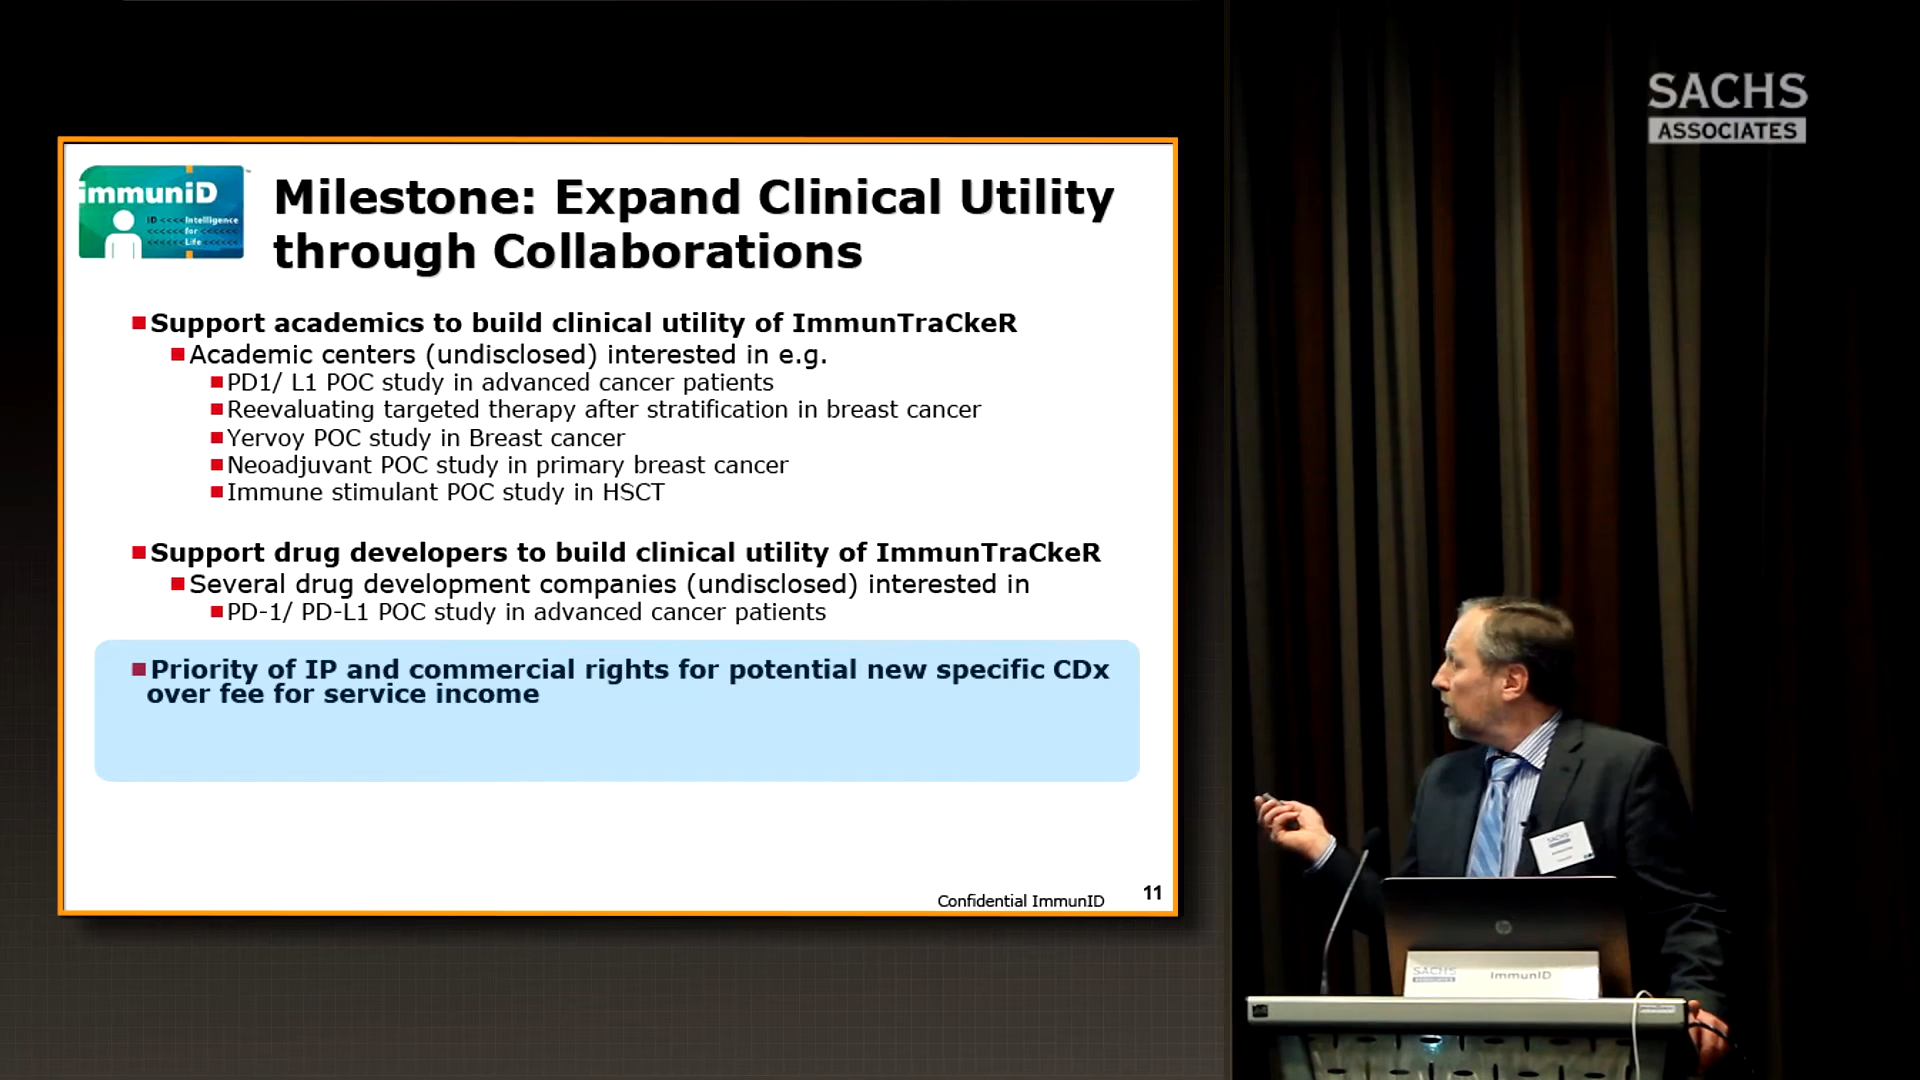 SACHS
ASSOCIATES
immuniD
ID <<<<Intelligence
<<<<<< for <<<<<<
<<<<<< Life <<<<<<
Milestone: Expand Clinical Utility
through Collaborations
Support academics to build clinical utility of ImmunTraCkeR
Academic centers (undisclosed) interested in e.g.
PD1/ L1 POC study in advanced cancer patients
Reevaluating targeted therapy after stratification in breast cancer
Yervoy POC study in Breast cancer
Neoadjuvant POC study in primary breast cancer
Immune stimulant POC study in HSCT
Support drug developers to build clinical utility of ImmunTraCkeR
Several drug development companies (undisclosed) interested in
PD-1/ PD-L1 POC study in advanced cancer patients
Priority of IP and commercial rights for potential new specific CDx
over fee for service income
Confidential ImmunID
11
SACHS
hp
SACHS
ASSOCIATES
ImmunID